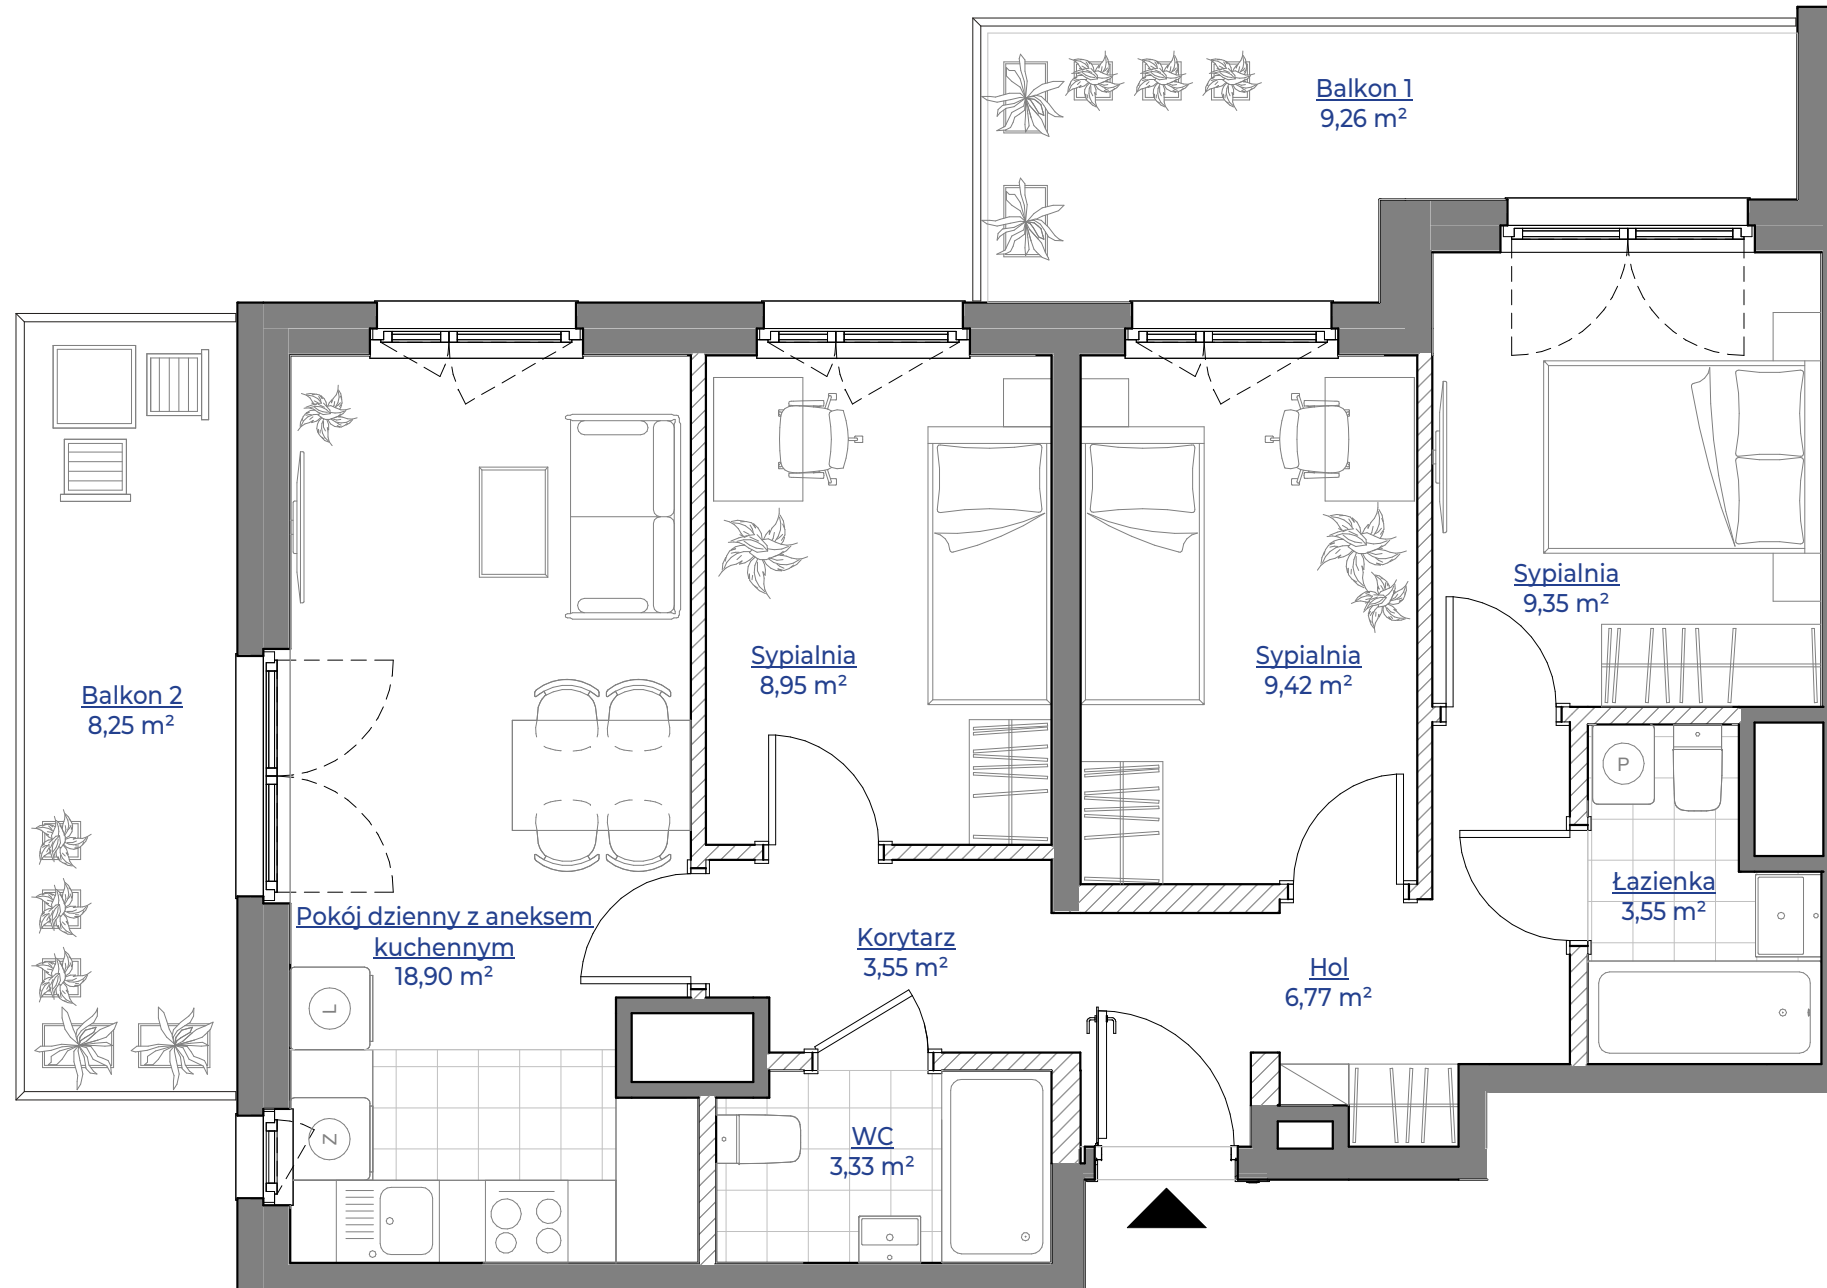 Balkon 1
9,26 m²
Sypialnia
9,35 m²
Sypialnia
8,95 m²
Sypialnia
9,42 m²
Balkon 2
8,25 m²
P
Łazienka
3,55 m²
Pokój dzienny z aneksem
kuchennym
18,90 m²
Korytarz
3,55 m²
Hol
6,77 m²
L
WC
3,33 m²
Z